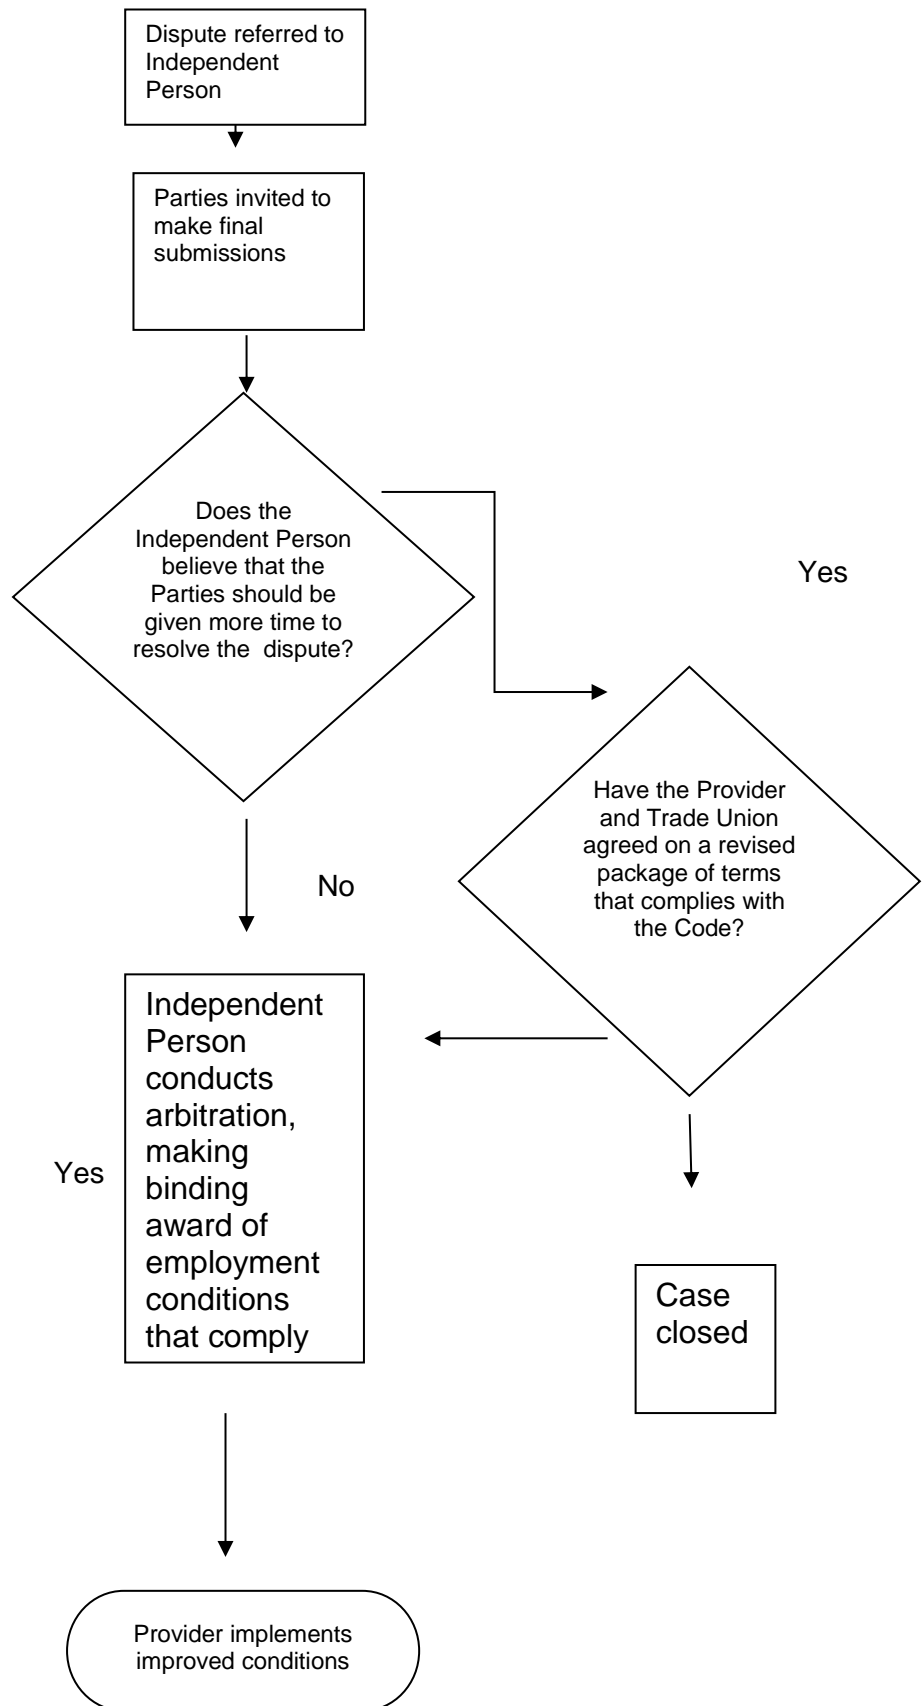 Dispute referred to
Independent
Person
Parties invited to
make final
submissions
Does the
Independent Person
believe that the
Parties should be
given more time to
resolve the  dispute?
Yes
Have the Provider
and Trade Union
agreed on a revised
package of terms
that complies with
the Code?
No
Independent
Person
conducts
arbitration,
making
binding
award of
employment
conditions
that comply
Yes
Case
closed
Provider implements
improved conditions